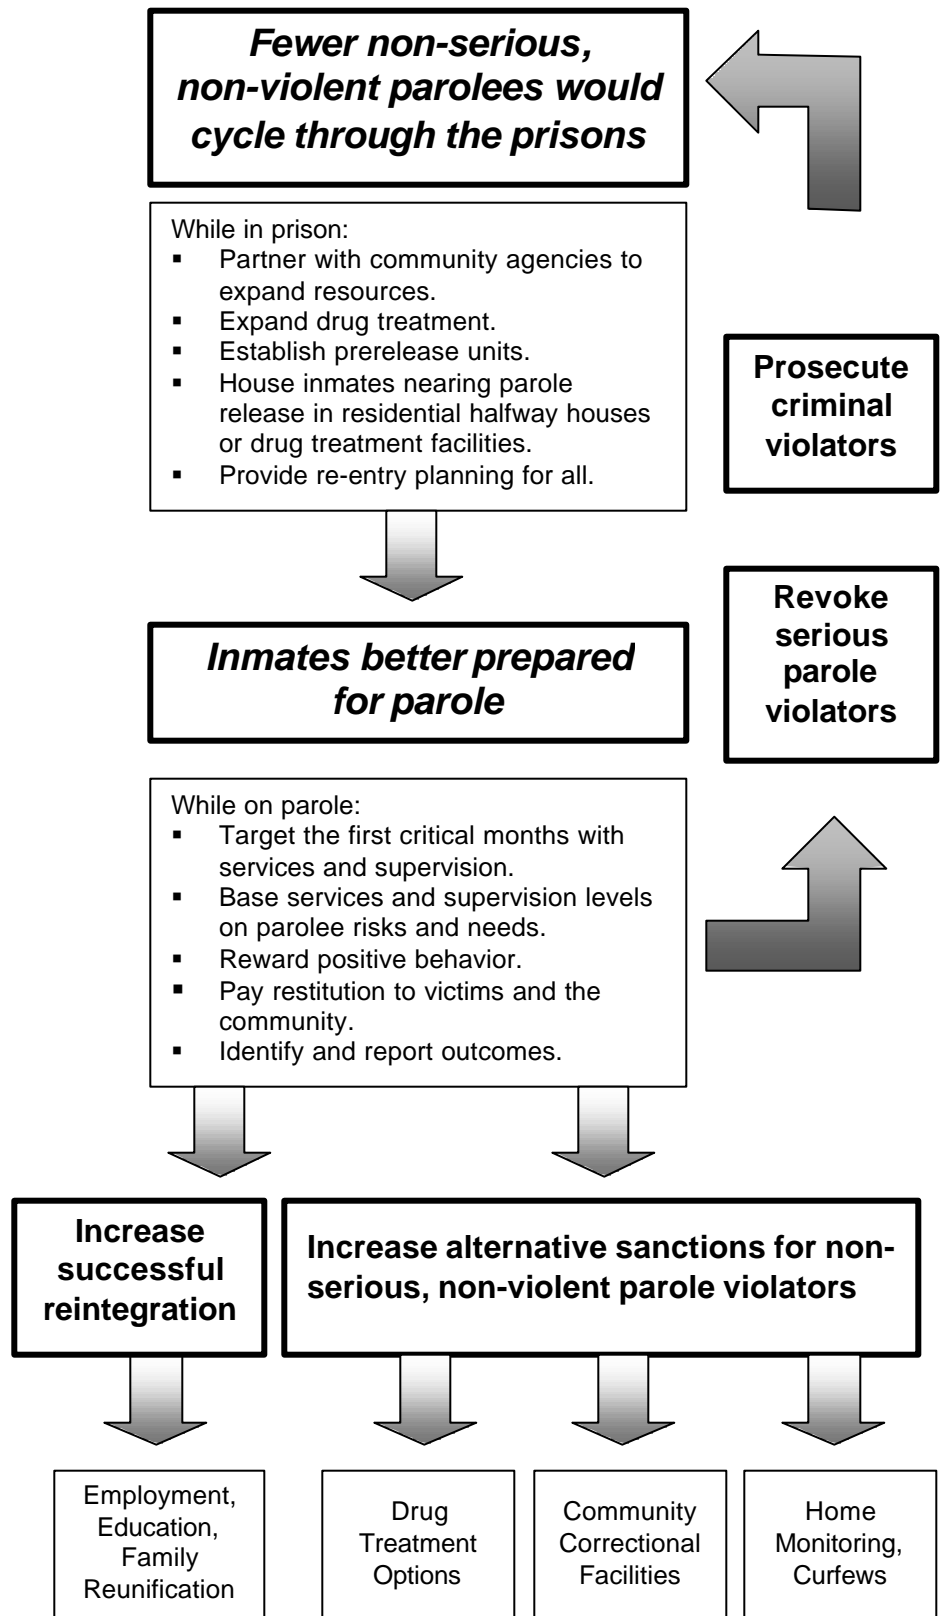 Fewer non-serious,
non-violent parolees would
cycle through the prisons
While in prison:
▪ Partner with community agencies to
expand resources.
▪ Expand drug treatment.
▪ Establish prerelease units.
▪ House inmates nearing parole
release in residential halfway houses
or drug treatment facilities.
▪ Provide re-entry planning for all.
Prosecute
criminal
violators
Revoke
serious
parole
violators
Inmates better prepared
for parole
While on parole:
▪ Target the first critical months with
services and supervision.
▪ Base services and supervision levels
on parolee risks and needs.
▪ Reward positive behavior.
▪ Pay restitution to victims and the
community.
▪ Identify and report outcomes.
Increase
successful
reintegration
Increase alternative sanctions for non-
serious, non-violent parole violators
Employment,
Education,
Family
Reunification
Drug
Treatment
Options
Community
Correctional
Facilities
Home
Monitoring,
Curfews